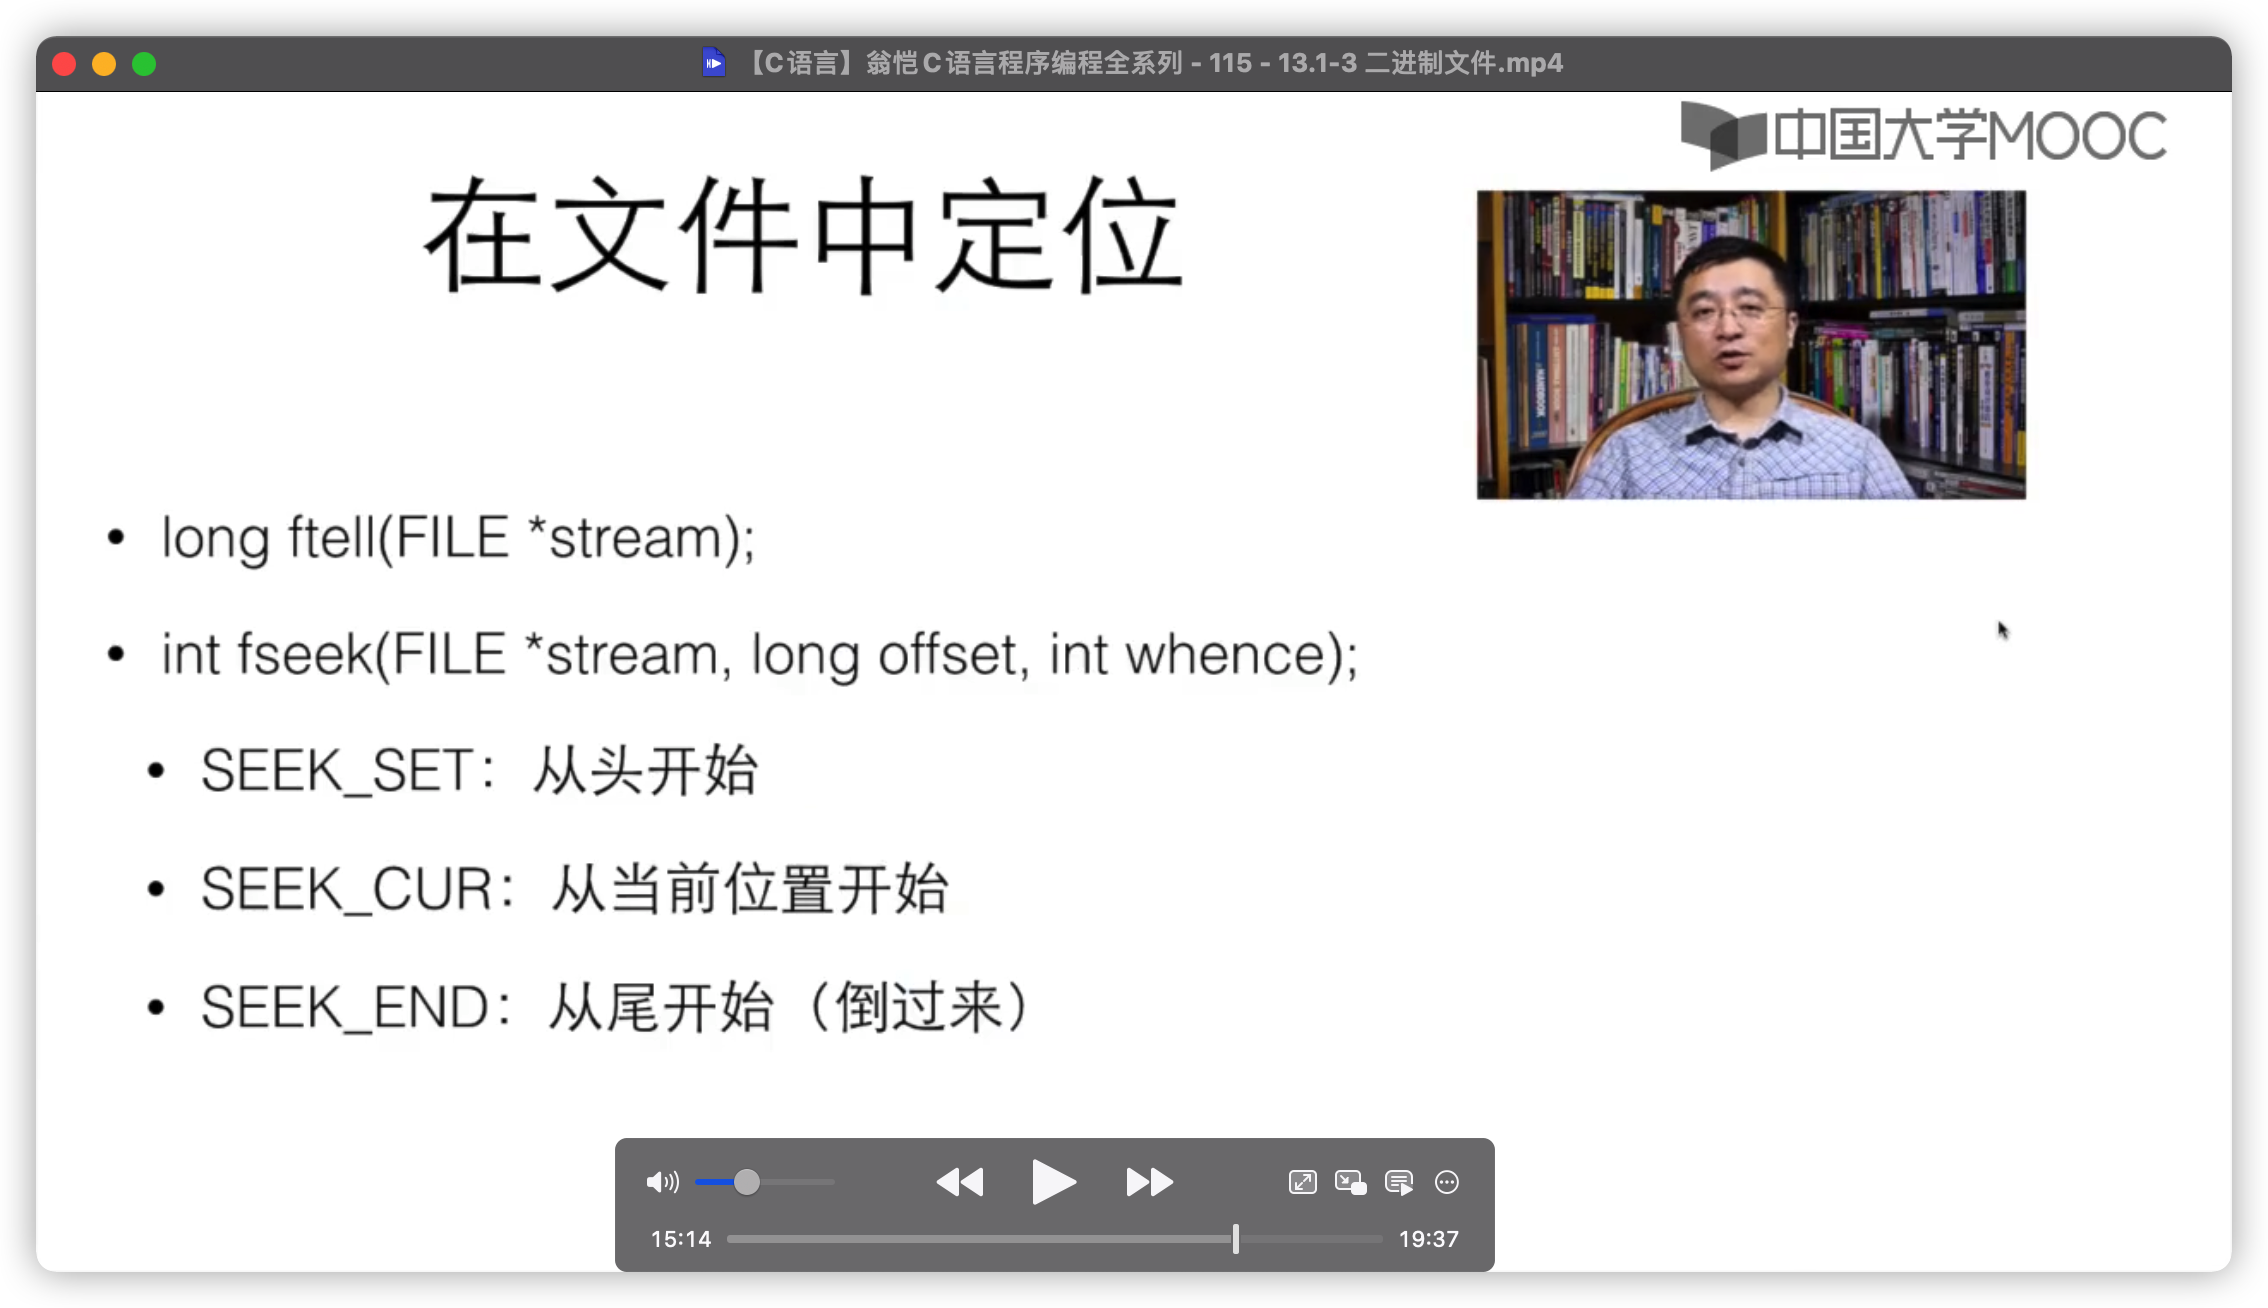 【C语言】翁恺C语言程序编程全系列 - 115 - 13.1-3 二进制文件.mp4
中国大学MOOC
在文件中定位
• long ftell(FILE *stream);
• int fseek(FILE *stream, long offset, int whence);
• SEEK_SET：从头开始
• SEEK_CUR：从当前位置开始
• SEEK_END：从尾开始（倒过来）
15:14
19:37